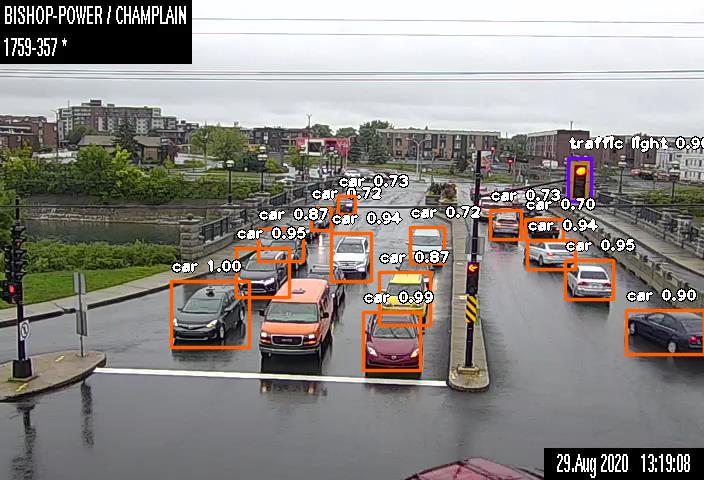 BISHOP-POWER / CHAMPLAIN
1759-357 *
traffic light 0.9
car 0.73
car 0.72
car 0.73
car 0.70
car 0.87
car 0.94
car 0.72
car 0.94
car 0.95
car 0.95
car 0.87
car 1.00
car 0.99
car 0.90
29.Aug 2020 13:19:08